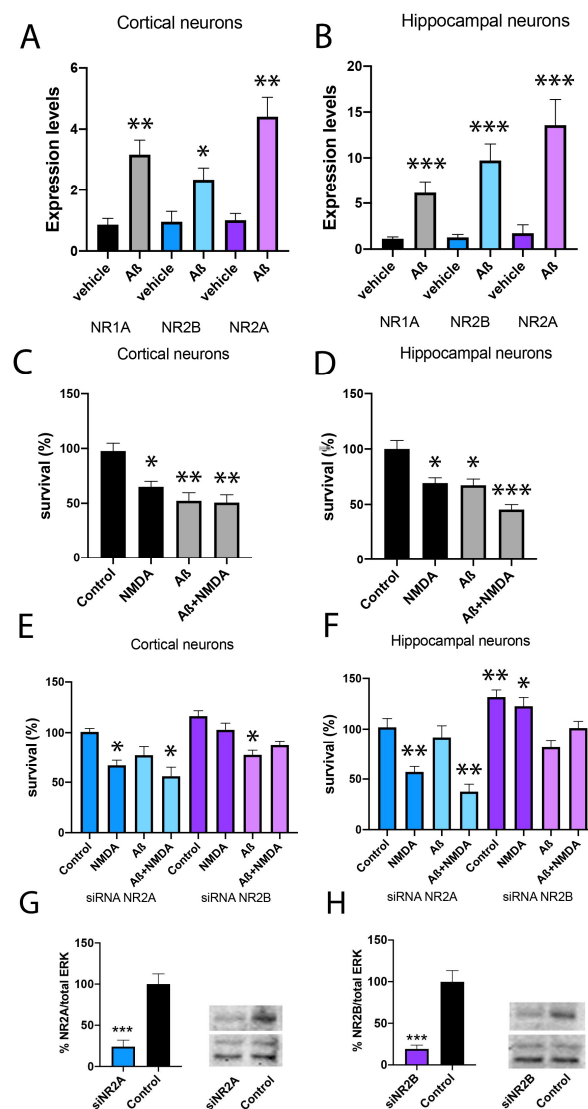 A
Cortical neurons
Expression levels
6
4
2
0
**
*
**
vehicle
Aß
vehicle
Aß
vehicle
Aß
NR1A
NR2B
NR2A
B
Hippocampal neurons
Expression levels
20
15
10
5
0
***
***
***
vehicle
Aß
vehicle
Aß
vehicle
Aß
NR1A
NR2B
NR2A
C
Cortical neurons
survival (%)
150
100
50
0
*
**
**
Control
NMDA
Aß
Aß+NMDA
D
Hippocampal neurons
survival (%)
150
100
50
0
*
*
***
Control
NMDA
Aß
Aß+NMDA
E
Cortical neurons
survival (%)
150
100
50
0
*
*
*
Control
NMDA
Aß
Aß+NMDA
Control
NMDA
Aß
Aß+NMDA
siRNA NR2A
siRNA NR2B
F
Hippocampal neurons
survival (%)
150
100
50
0
**
**
**
*
Control
NMDA
Aß
Aß+NMDA
Control
NMDA
Aß
Aß+NMDA
siRNA NR2A
siRNA NR2B
G
% NR2A/total ERK
150
100
50
0
***
siNR2A
Control
siNR2A
Control
H
% NR2B/total ERK
150
100
50
0
***
siNR2B
Control
siNR2B
Control